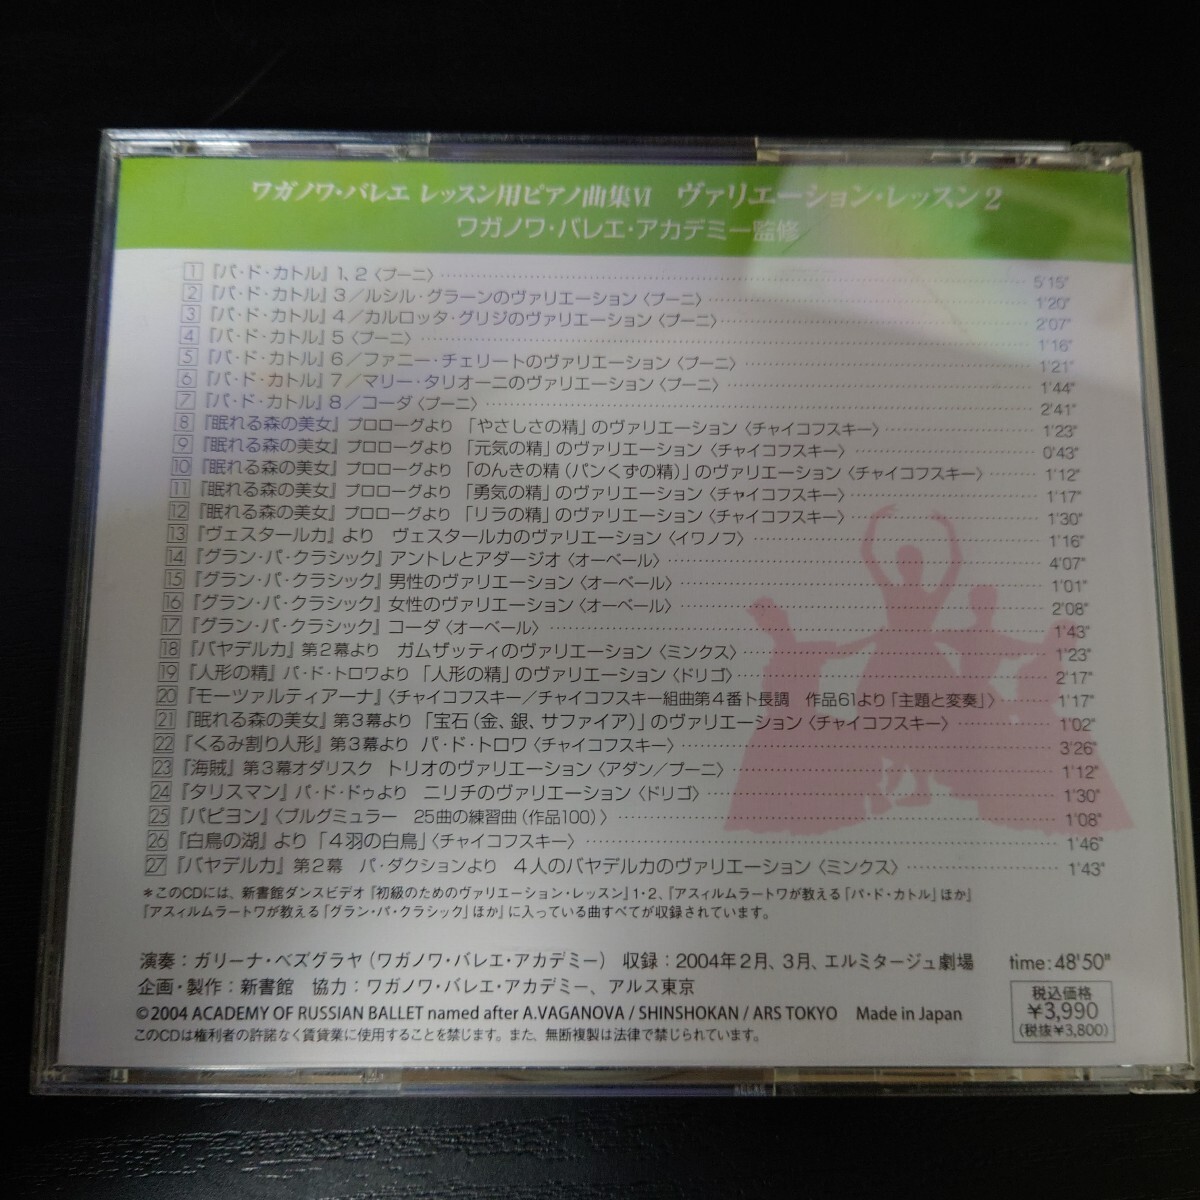 ワガノワ・バレエ レッスン用ピアノ曲集Ⅵ ヴァリエーション・レッスン2
ワガノワ・バレエ・アカデミー監修
1 『パ・ド・カトル』1、2〈プーニ〉 5'15"
2 『パ・ド・カトル』3／ルシル・グラーンのヴァリエーション〈プーニ〉 1'20"
3 『パ・ド・カトル』4／カルロッタ・グリジのヴァリエーション〈プーニ〉 2'07"
4 『パ・ド・カトル』5〈プーニ〉 1'16"
5 『パ・ド・カトル』6／ファニー・チェリートのヴァリエーション〈プーニ〉 1'21"
6 『パ・ド・カトル』7／マリー・タリオーニのヴァリエーション〈プーニ〉 1'44"
7 『パ・ド・カトル』8／コーダ〈プーニ〉 2'41"
8 『眠れる森の美女』プロローグより 「やさしさの精」のヴァリエーション〈チャイコフスキー〉 1'23"
9 『眠れる森の美女』プロローグより 「元気の精」のヴァリエーション〈チャイコフスキー〉 0'43"
10 『眠れる森の美女』プロローグより 「のんきの精（パンくずの精）」のヴァリエーション〈チャイコフスキー〉 1'12"
11 『眠れる森の美女』プロローグより 「勇気の精」のヴァリエーション〈チャイコフスキー〉 1'17"
12 『眠れる森の美女』プロローグより 「リラの精」のヴァリエーション〈チャイコフスキー〉 1'30"
13 『ヴェスタールカ』より ヴェスタールカのヴァリエーション〈イワノフ〉 1'16"
14 『グラン・パ・クラシック』アントレとアダージオ〈オーベール〉 4'07"
15 『グラン・パ・クラシック』男性のヴァリエーション〈オーベール〉 1'01"
16 『グラン・パ・クラシック』女性のヴァリエーション〈オーベール〉 2'08"
17 『グラン・パ・クラシック』コーダ〈オーベール〉 1'43"
18 『バヤデルカ』第2幕より ガムザッティのヴァリエーション〈ミンクス〉 1'23"
19 『人形の精』パ・ド・トロワより「人形の精」のヴァリエーション〈ドリゴ〉 2'17"
20 『モーツァルティアーナ』〈チャイコフスキー／チャイコフスキー組曲第4番ト長調 作品61より「主題と変奏」〉 1'17"
21 『眠れる森の美女』第3幕より「宝石（金、銀、サファイア）」のヴァリエーション〈チャイコフスキー〉 1'02"
22 『くるみ割り人形』第3幕より パ・ド・トロワ〈チャイコフスキー〉 3'26"
23 『海賊』第3幕オダリスク トリオのヴァリエーション〈アダン／プーニ〉 1'12"
24 『タリスマン』パ・ド・ドゥより ニリチのヴァリエーション〈ドリゴ〉 1'30"
25 『パピヨン』〈ブルグミュラー 25曲の練習曲（作品100）〉 1'08"
26 『白鳥の湖』より「4羽の白鳥」〈チャイコフスキー〉 1'46"
27 『バヤデルカ』第2幕 パ・ダクションより 4人のバヤデルカのヴァリエーション〈ミンクス〉 1'43"
＊このCDには、新書館ダンスビデオ『初級のためのヴァリエーション・レッスン』1・2、『アスィルムラートワが教える「パ・ド・カトル」ほか』
『アスィルムラートワが教える「グラン・パ・クラシック」ほか』に入っている曲すべてが収録されています。
演奏：ガリーナ・ベズグラヤ（ワガノワ・バレエ・アカデミー） 収録：2004年2月、3月、エルミタージュ劇場 time:48'50"
企画・製作：新書館 協力：ワガノワ・バレエ・アカデミー、アルス東京
©2004 ACADEMY OF RUSSIAN BALLET named after A.VAGANOVA / SHINSHOKAN / ARS TOKYO Made in Japan
このCDは権利者の許諾なく賃貸業に使用することを禁じます。また、無断複製は法律で禁じられています。
税込価格
¥3,990
(税抜¥3,800)